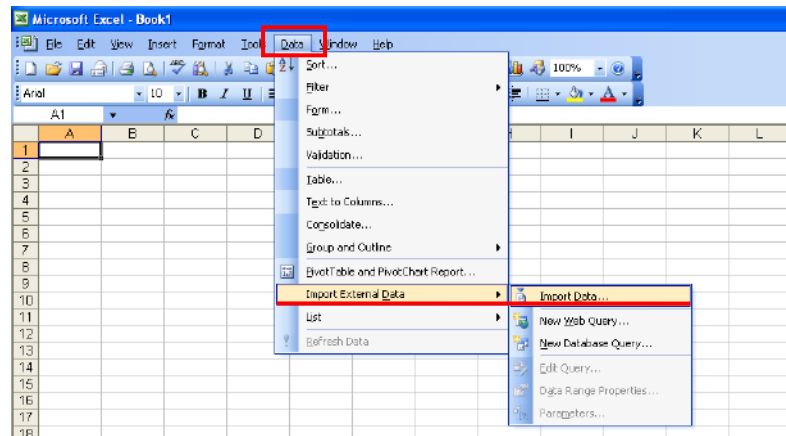 Microsoft Excel - Book1
File Edit View Insert Format Tools Data Window Help
100%
Arial 10 B I U A
A1 fx
A B C D H I J K L
1
2
3
4
5
6
7
8
9
10
11
12
13
14
15
16
17
18
Sort...
Filter
Form...
Subtotals...
Validation...
Table...
Text to Columns...
Consolidate...
Group and Outline
PivotTable and PivotChart Report...
Import External Data
List
Refresh Data
Import Data...
New Web Query...
New Database Query...
Edit Query...
Data Range Properties...
Parameters...